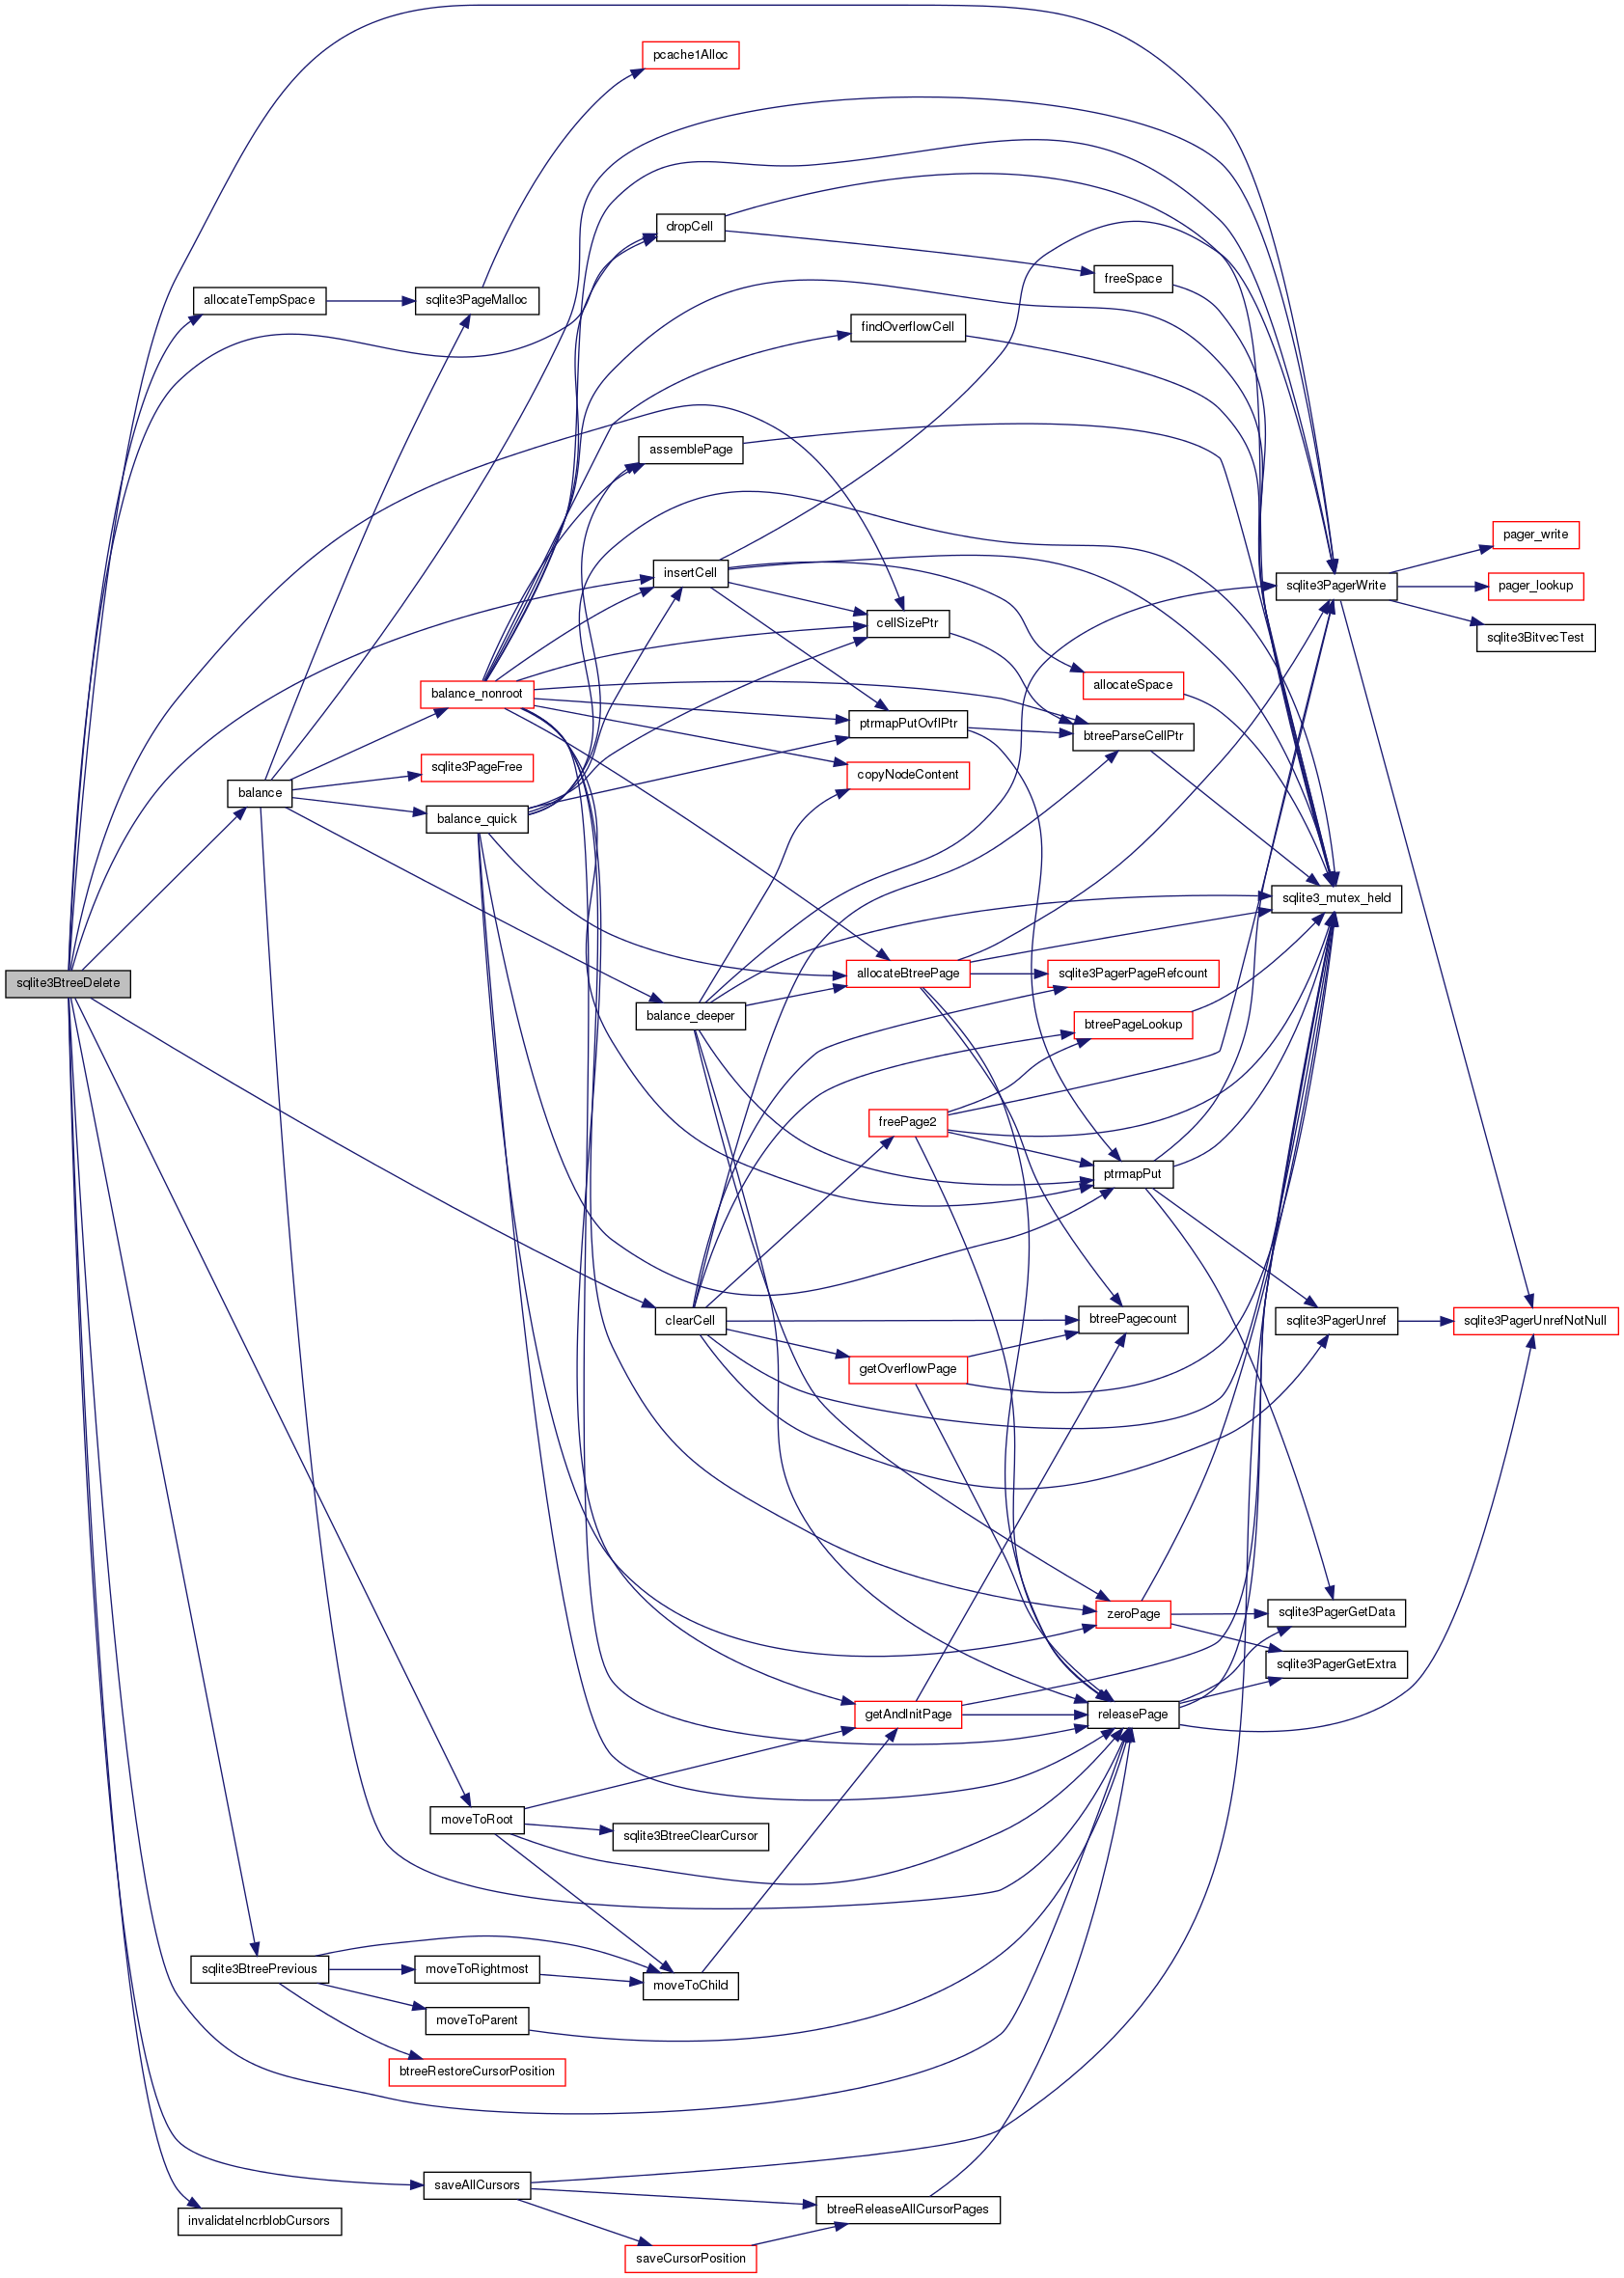 pcache1Alloc
dropCell
freeSpace
allocateTempSpace
sqlite3PageMalloc
findOverflowCell
assemblePage
pager_write
insertCell
sqlite3PagerWrite
pager_lookup
cellSizePtr
sqlite3BitvecTest
allocateSpace
balance_nonroot
ptrmapPutOvflPtr
btreeParseCellPtr
sqlite3PageFree
copyNodeContent
balance
balance_quick
sqlite3_mutex_held
sqlite3BtreeDelete
allocateBtreePage
sqlite3PagerPageRefcount
balance_deeper
btreePageLookup
freePage2
ptrmapPut
clearCell
btreePagecount
sqlite3PagerUnref
sqlite3PagerUnrefNotNull
getOverflowPage
zeroPage
sqlite3PagerGetData
sqlite3PagerGetExtra
getAndInitPage
releasePage
moveToRoot
sqlite3BtreeClearCursor
sqlite3BtreePrevious
moveToRightmost
moveToChild
moveToParent
btreeRestoreCursorPosition
saveAllCursors
btreeReleaseAllCursorPages
invalidateIncrblobCursors
saveCursorPosition